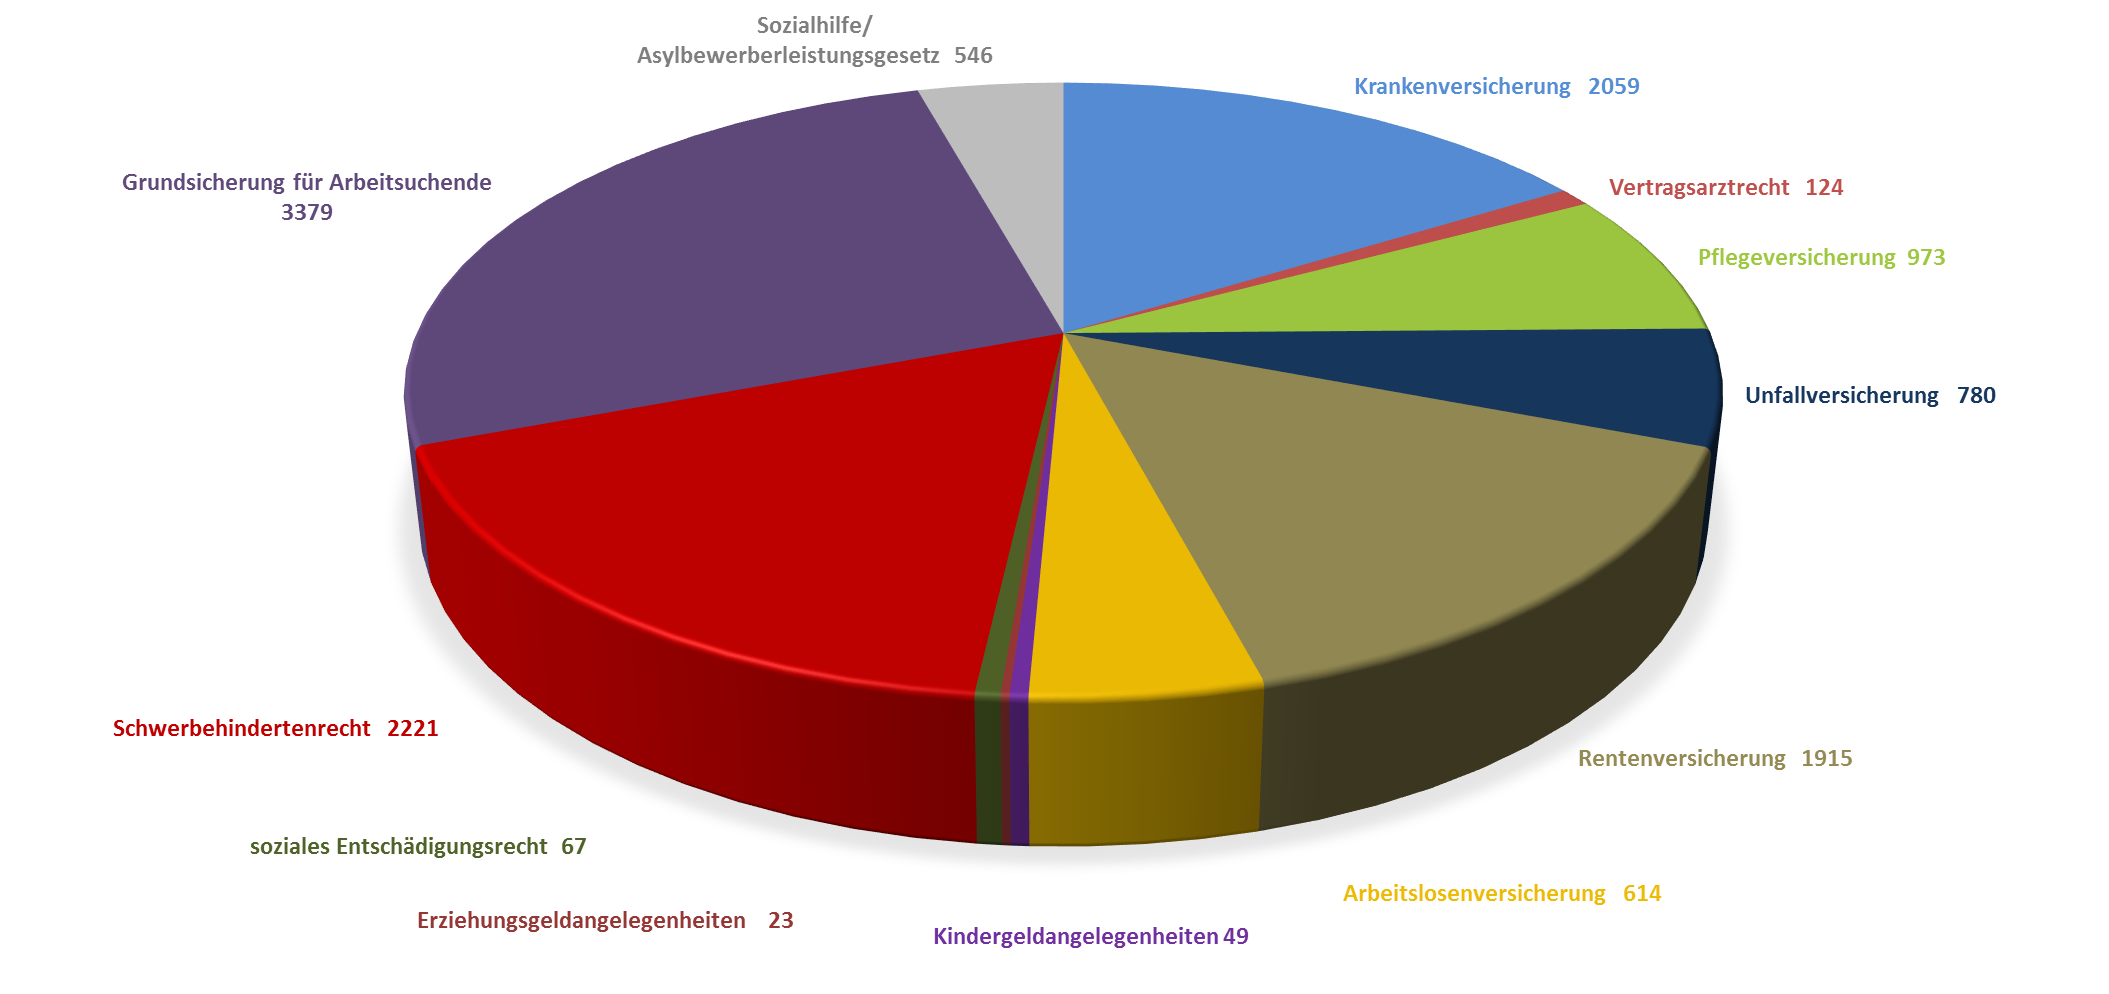 Sozialhilfe/
Asylbewerberleistungsgesetz 546
Krankenversicherung 2059
Vertragsarztrecht 124
Pflegeversicherung 973
Unfallversicherung 780
Rentenversicherung 1915
Arbeitslosenversicherung 614
Kindergeldangelegenheiten 49
Erziehungsgeldangelegenheiten 23
soziales Entschädigungsrecht 67
Schwerbehindertenrecht 2221
Grundsicherung für Arbeitsuchende
3379